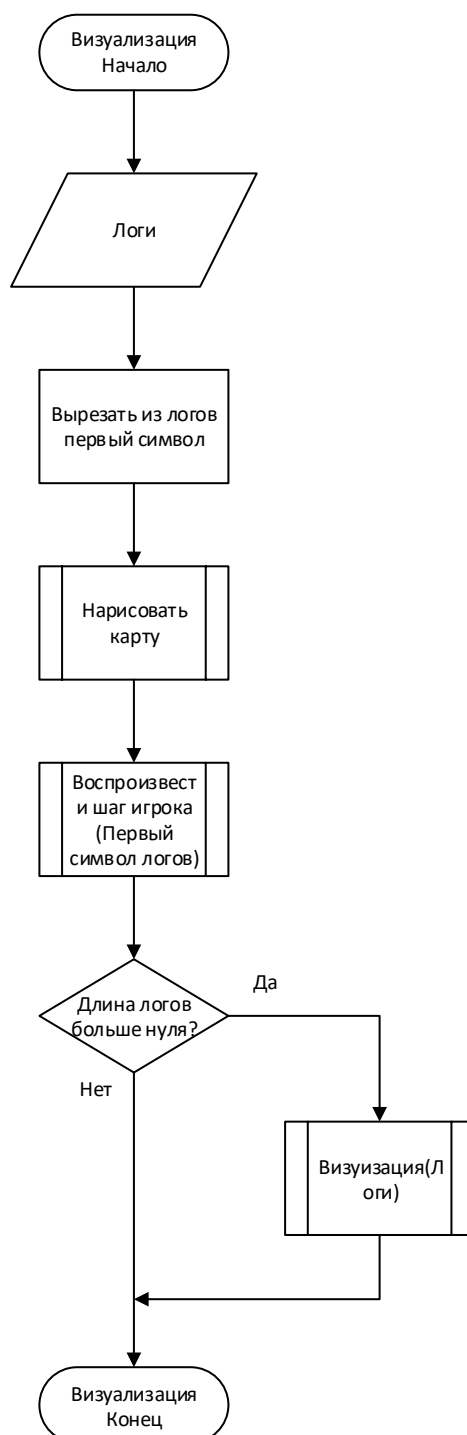 Визуализация
Начало
Логи
Вырезать из логов
первый символ
Нарисовать
карту
Воспроизвест
и шаг игрока
(Первый
символ логов)
Длина логов
больше нуля?
Да
Нет
Визуизация(Л
оги)
Визуализация
Конец